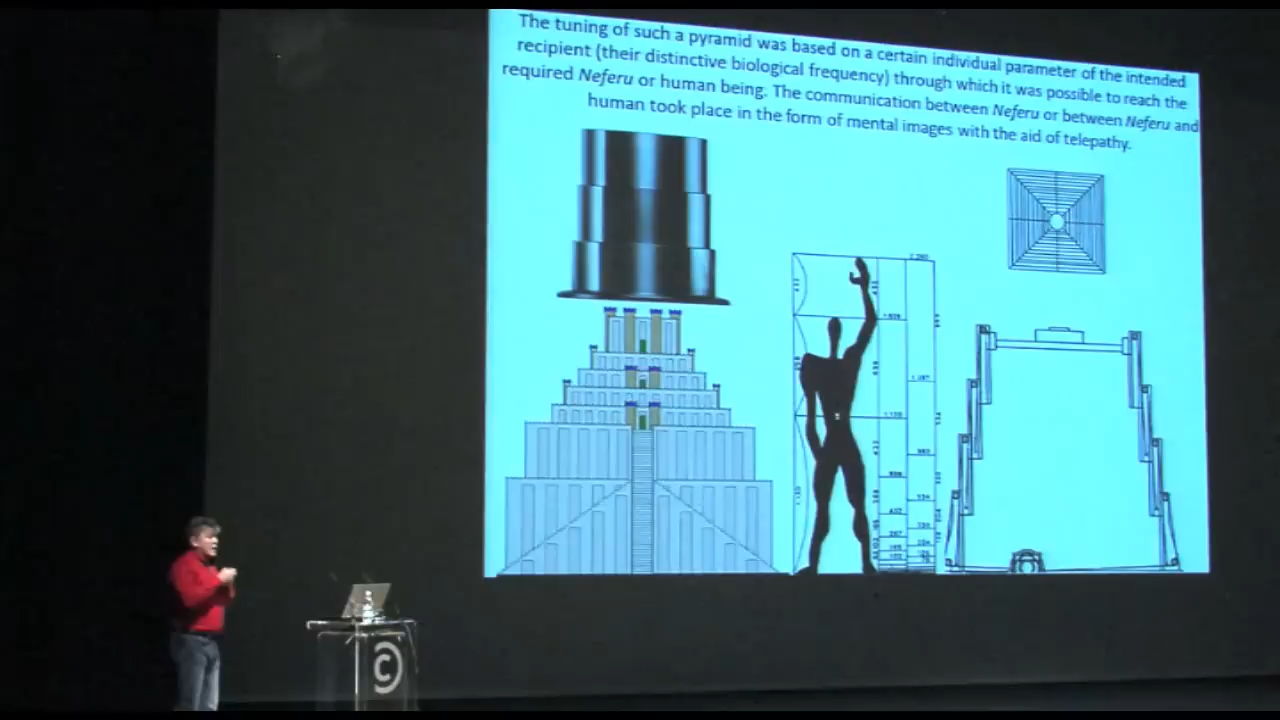 The tuning of such a pyramid was based on a certain individual parameter of the intended
recipient (their distinctive biological frequency) through which it was possible to reach the
required Neferu or human being. The communication between Neferu or between Neferu and
human took place in the form of mental images with the aid of telepathy.
©